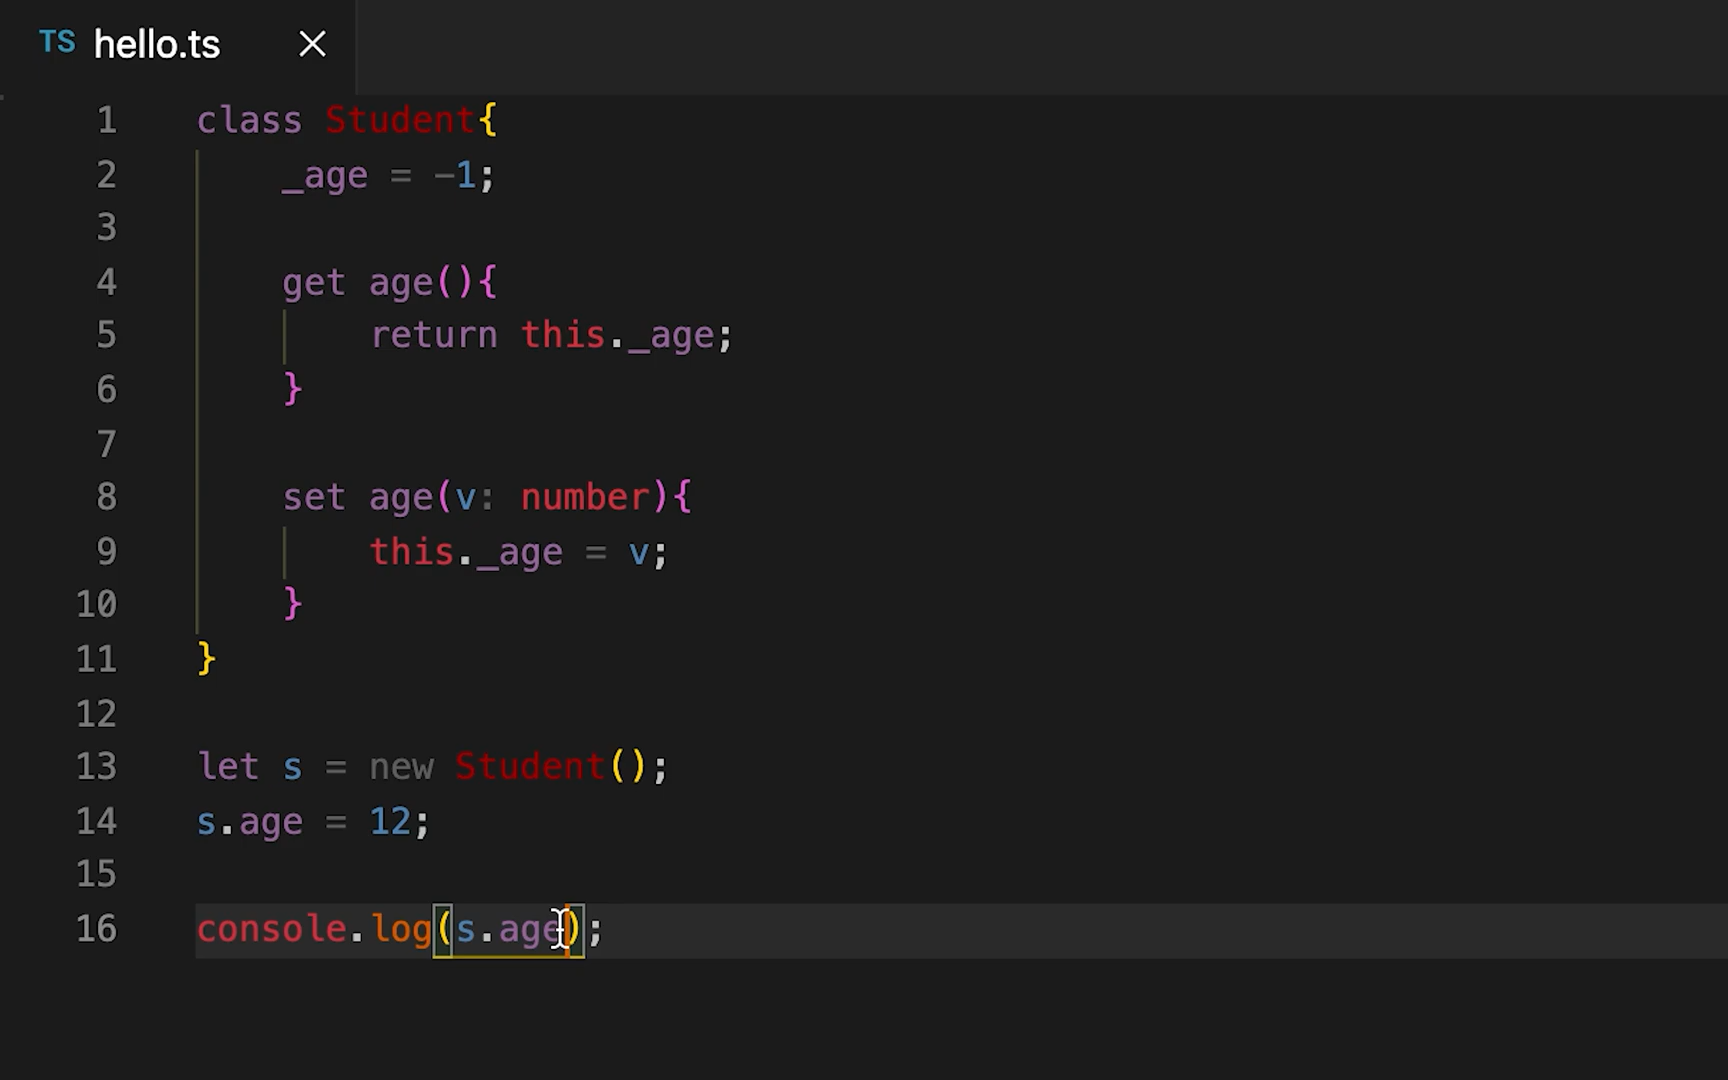 TS hello.ts
1 class Student{
2 _age = -1;
3
4 get age(){
5 return this._age;
6 }
7
8 set age(v: number){
9 this._age = v;
10 }
11 }
12
13 let s = new Student();
14 s.age = 12;
15
16 console.log(s.age);